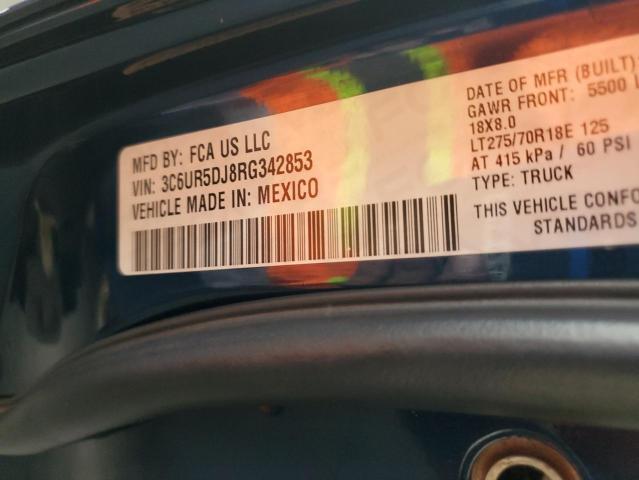 MFD BY: FCA US LLC
VIN: 3C6UR5DJ8RG342853
VEHICLE MADE IN: MEXICO
DATE OF MFR (BUILT)
GAWR FRONT: 5500
18X8.0
LT275/70R18E 125
AT 415 kPa / 60 PSI
TYPE: TRUCK
THIS VEHICLE CONFO
STANDARDS